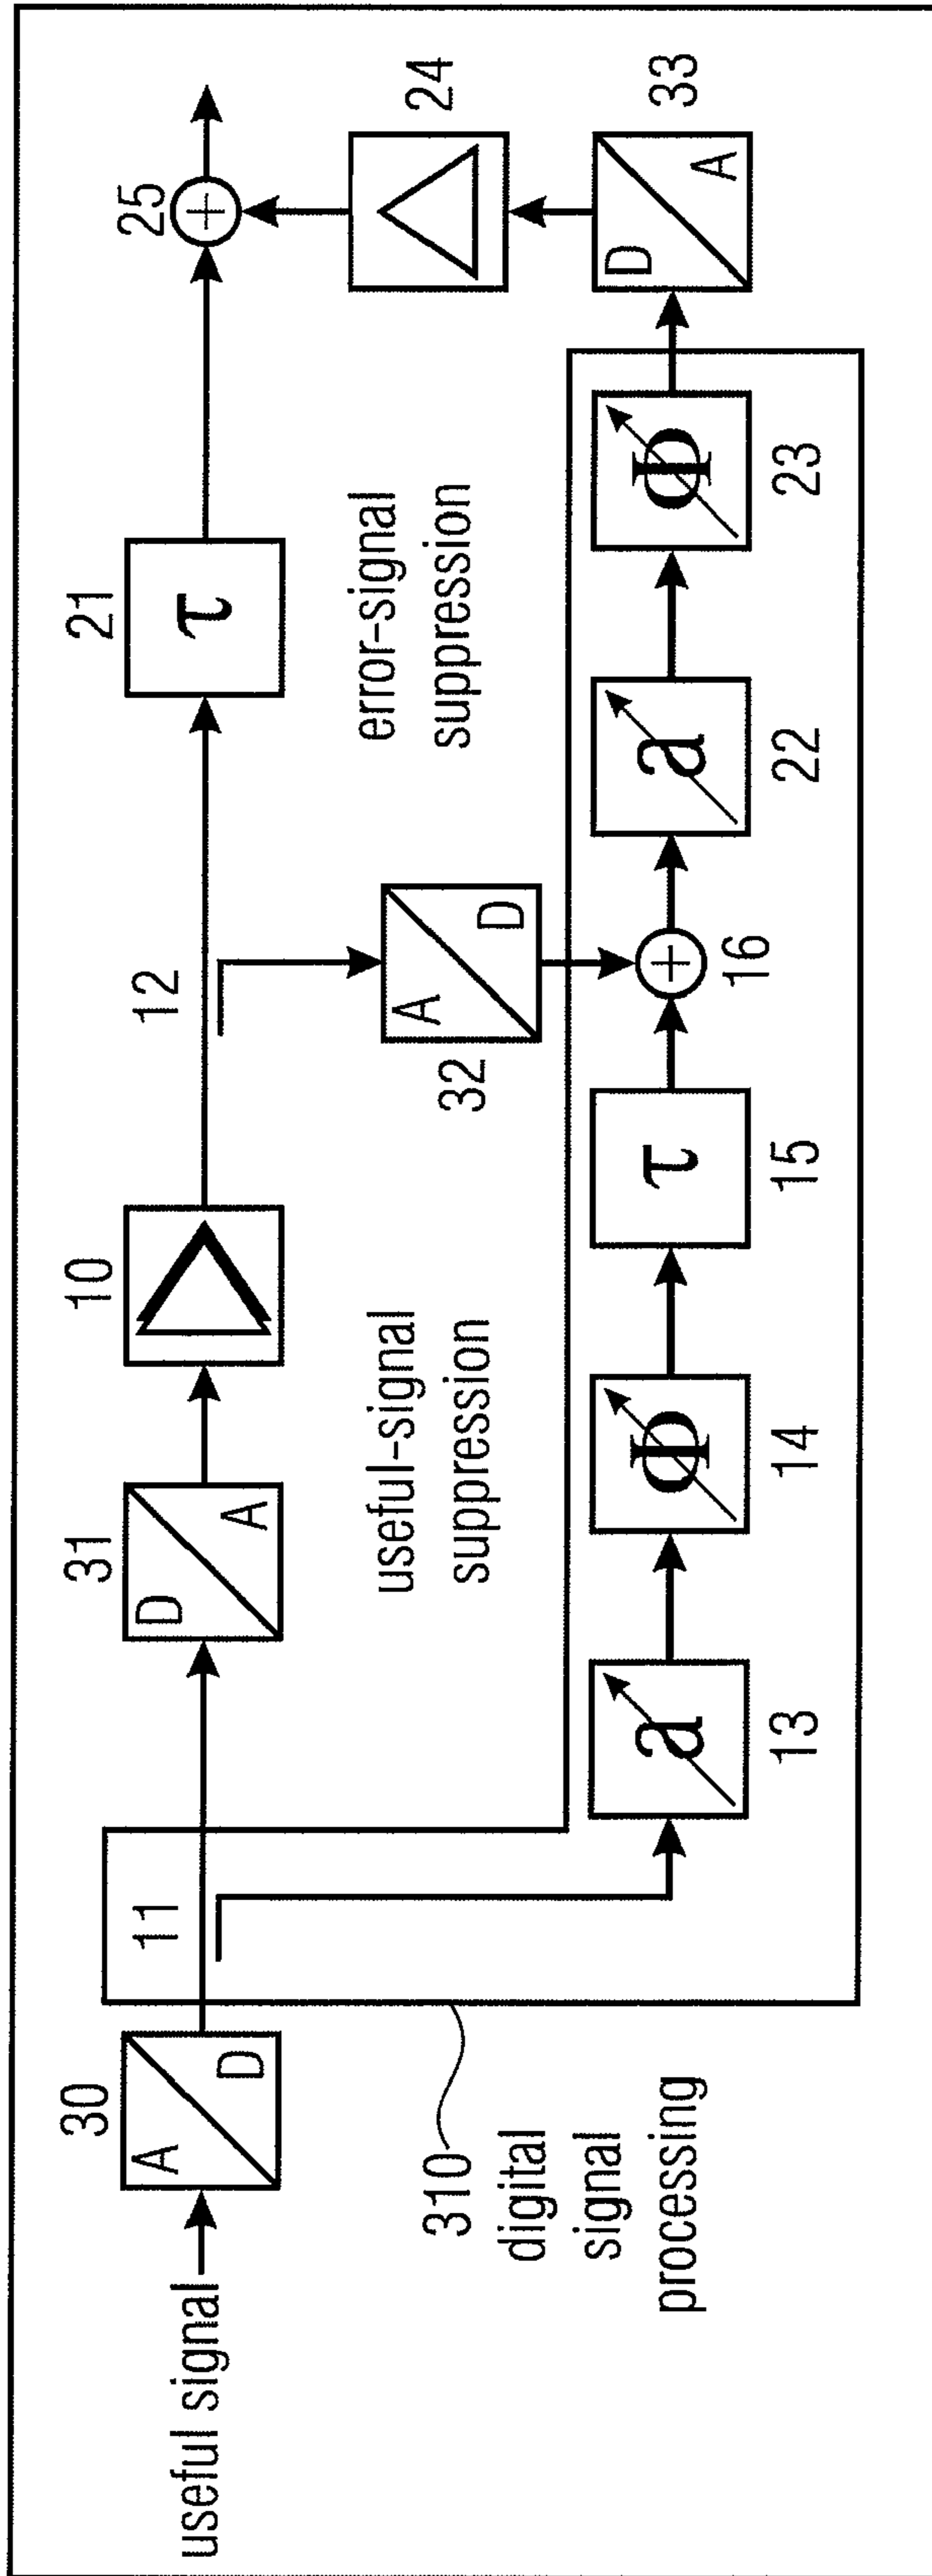 useful signal
30
A
D
11
31
D
A
10
12
21
τ
25
useful-signal
suppression
error-signal
suppression
32
A
D
24
33
D
A
310
digital
signal
processing
a
13
Φ
14
τ
15
+
16
a
22
Φ
23
+